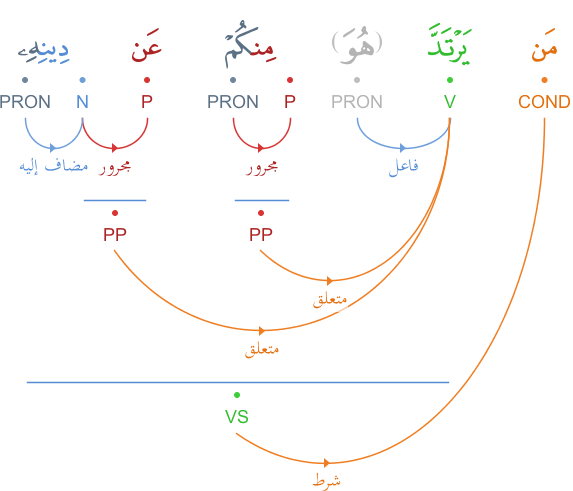 مَن يَرْتَدَّ (هُوَ) مِنكُمْ عَن دِينِهِۦ
COND V PRON P PRON P N PRON
فاعل مجرور مجرور مضاف إليه
PP PP
متعلق
متعلق
VS
شرط